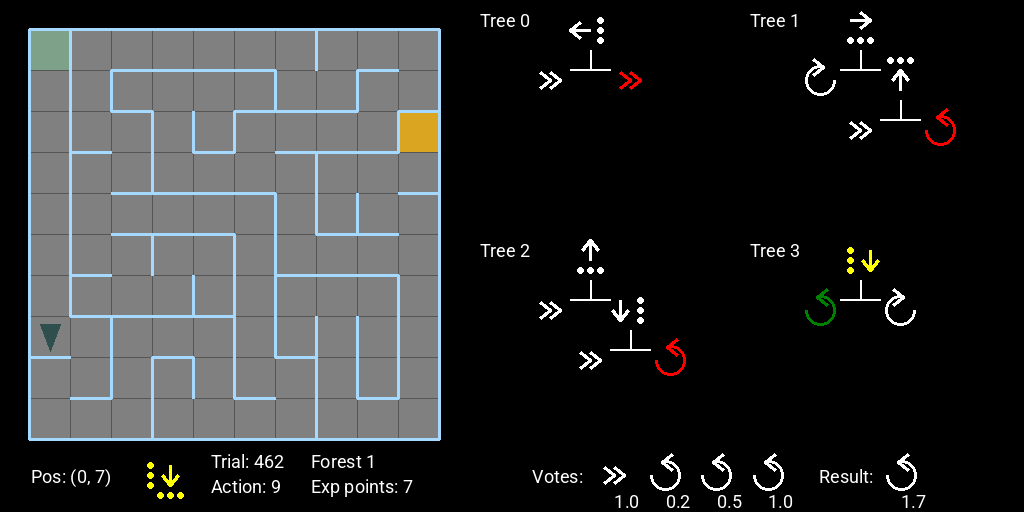 Tree 0
Tree 1
Tree 2
Tree 3
Pos: (0, 7)
Trial: 462
Forest 1
Action: 9
Exp points: 7
Votes:
1.0
0.2
0.5
1.0
Result:
1.7